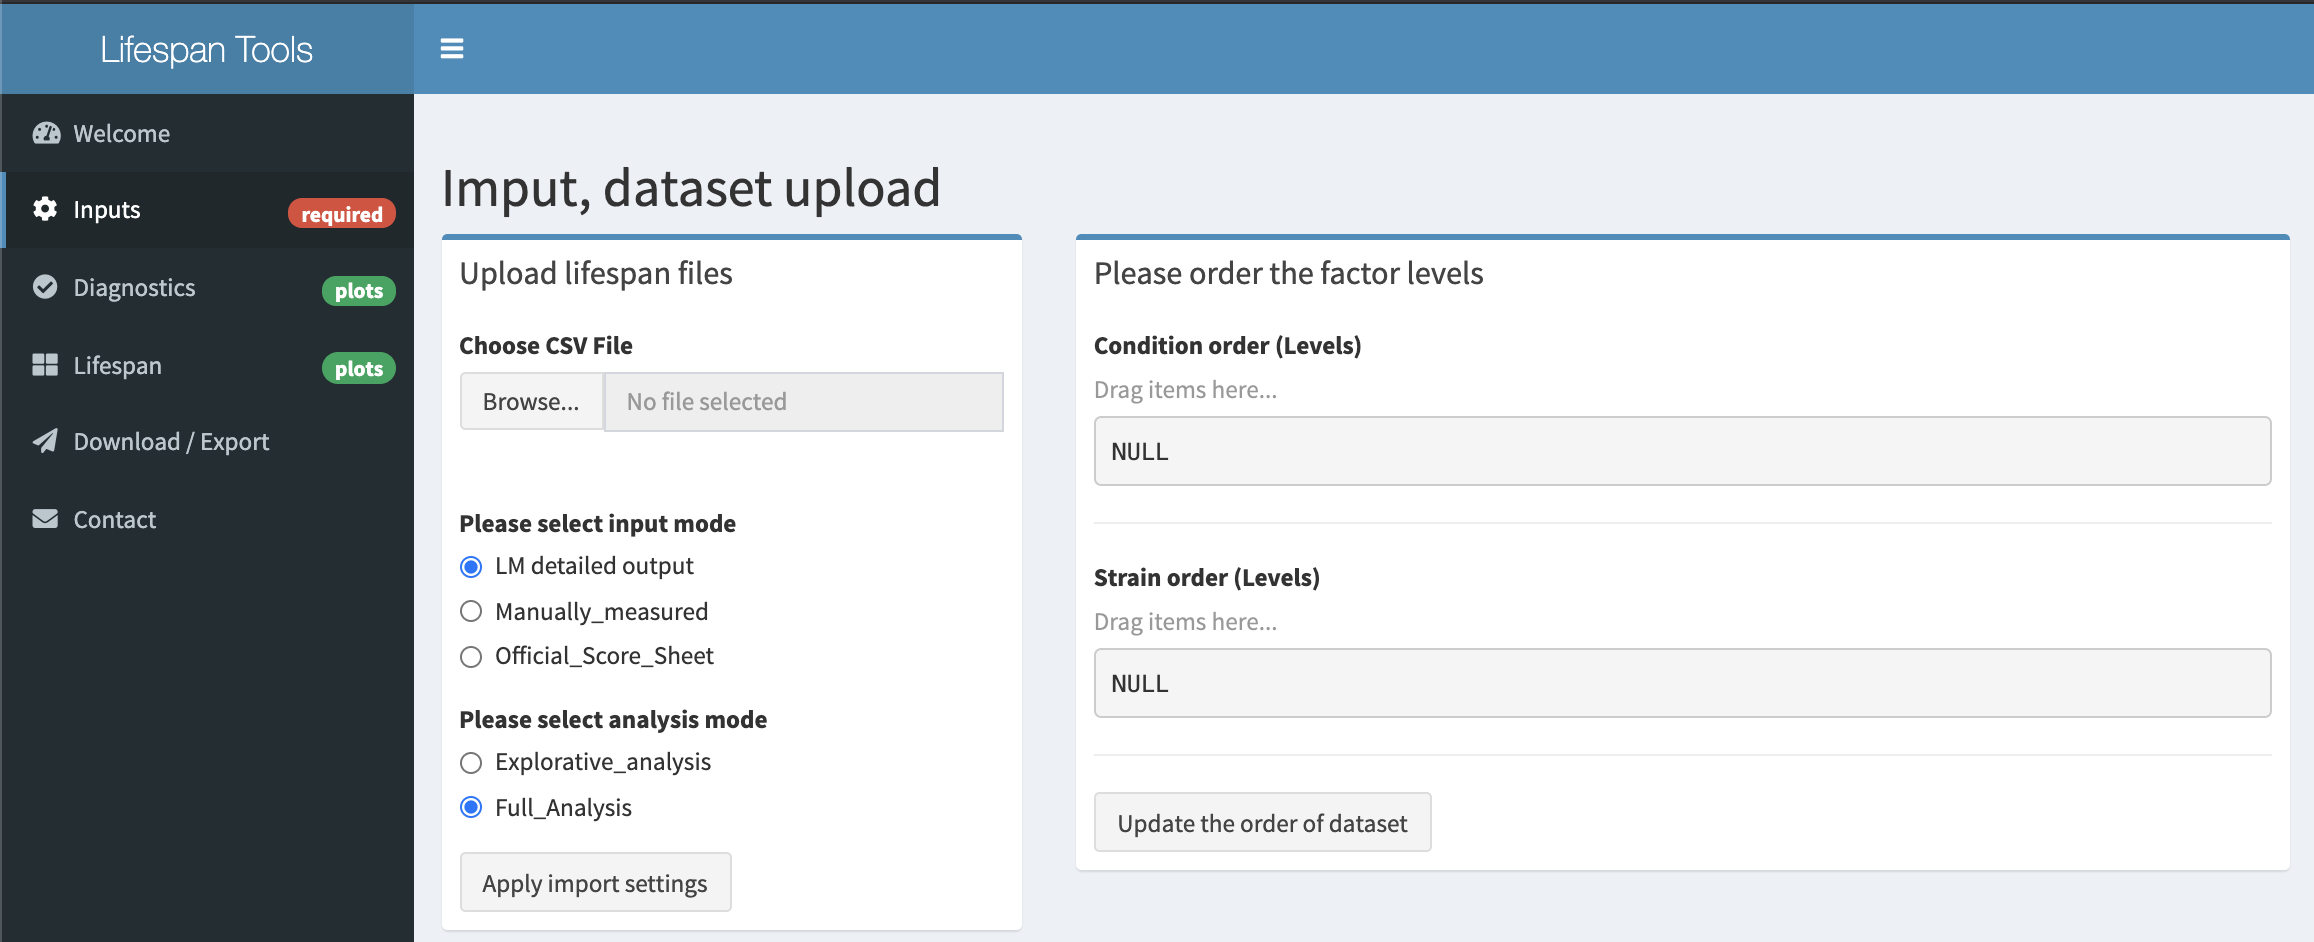 Lifespan Tools
Welcome
Inputs required
Diagnostics plots
Lifespan plots
Download / Export
Contact
Imput, dataset upload
Upload lifespan files
Choose CSV File
Browse... No file selected
Please select input mode
LM detailed output
Manually_measured
Official_Score_Sheet
Please select analysis mode
Explorative_analysis
Full_Analysis
Apply import settings
Please order the factor levels
Condition order (Levels)
Drag items here...
NULL
Strain order (Levels)
Drag items here...
NULL
Update the order of dataset